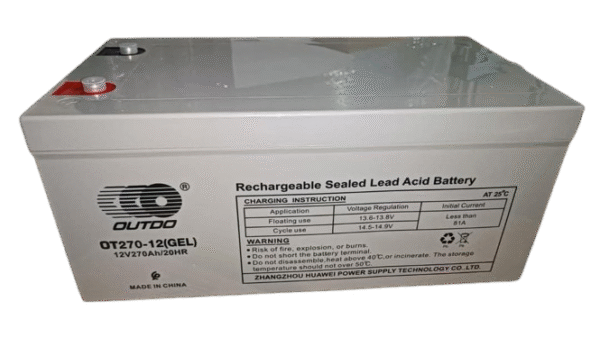 OUTDO ®
OT270-12(GEL)
12V270Ah/20HR
MADE IN CHINA
Rechargeable Sealed Lead Acid Battery
CHARGING INSTRUCTION AT 25℃
Application Voltage Regulation Initial Current
Floating use 13.6-13.8V Less than
Cycle use 14.5-14.9V 81A
WARNING:
Risk of fire, explosion, or burns.
Do not short the battery terminal.
Do not disassemble,heat above 40℃,or incinerate. The storage
temperature should not over 50℃.
ZHANGZHOU HUAWEI POWER SUPPLY TECHNOLOGY CO.,LTD.
Pb